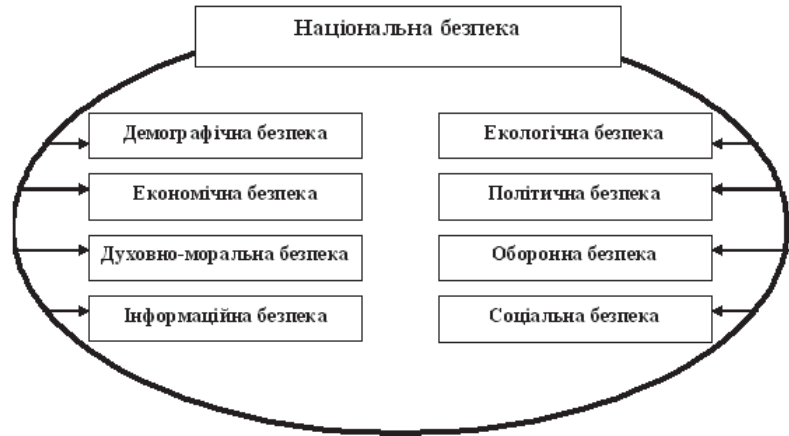 Національна безпека
Демографічна безпека
Екологічна безпека
Економічна безпека
Політична безпека
Духовно-моральна безпека
Оборонна безпека
Інформаційна безпека
Соціальна безпека